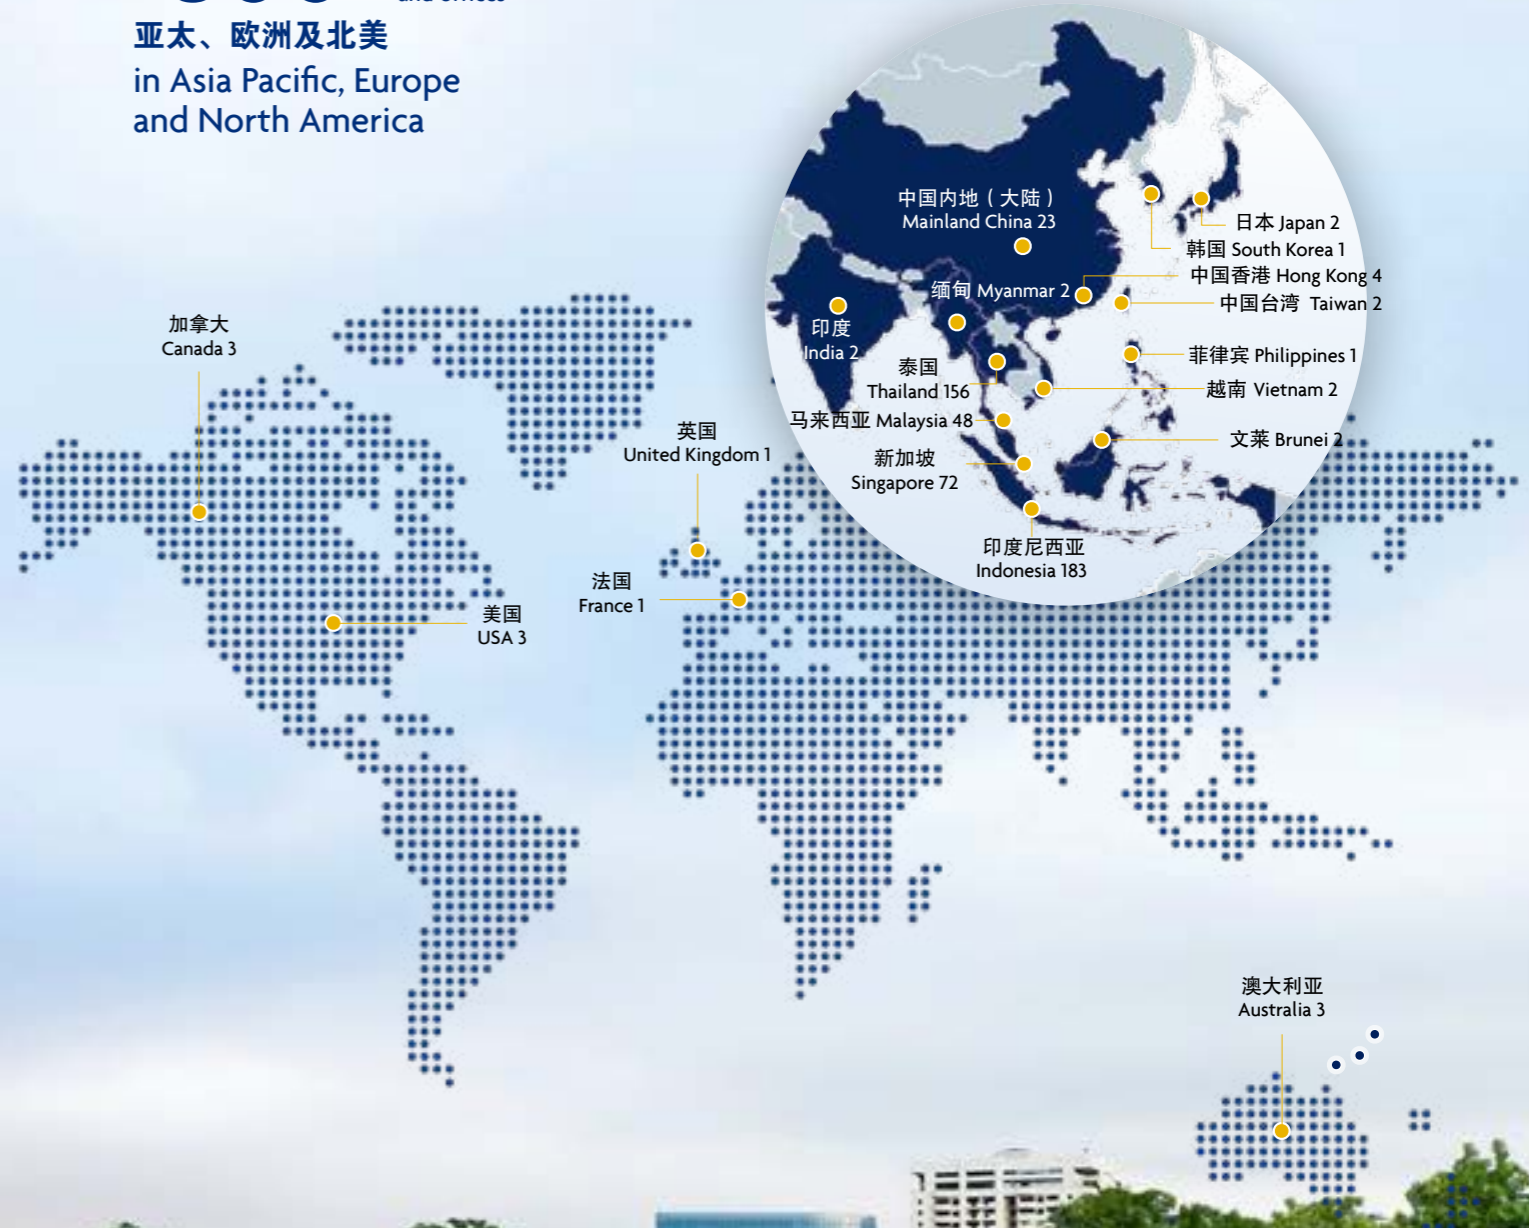 亚太、欧洲及北美
in Asia Pacific, Europe
and North America
中国内地（大陆）
Mainland China 23
日本 Japan 2
韩国 South Korea 1
中国香港 Hong Kong 4
缅甸 Myanmar 2
中国台湾 Taiwan 2
印度
India 2
泰国
Thailand 156
菲律宾 Philippines 1
越南 Vietnam 2
马来西亚 Malaysia 48
文莱 Brunei 2
新加坡
Singapore 72
印度尼西亚
Indonesia 183
加拿大
Canada 3
英国
United Kingdom 1
法国
France 1
美国
USA 3
澳大利亚
Australia 3